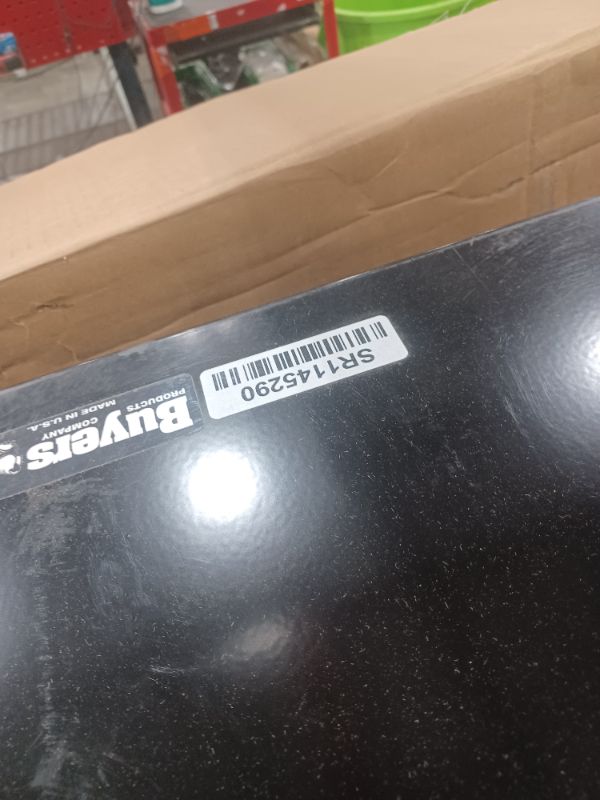 SR1145290
Buyers
PRODUCTS COMPANY
MADE IN U.S.A.